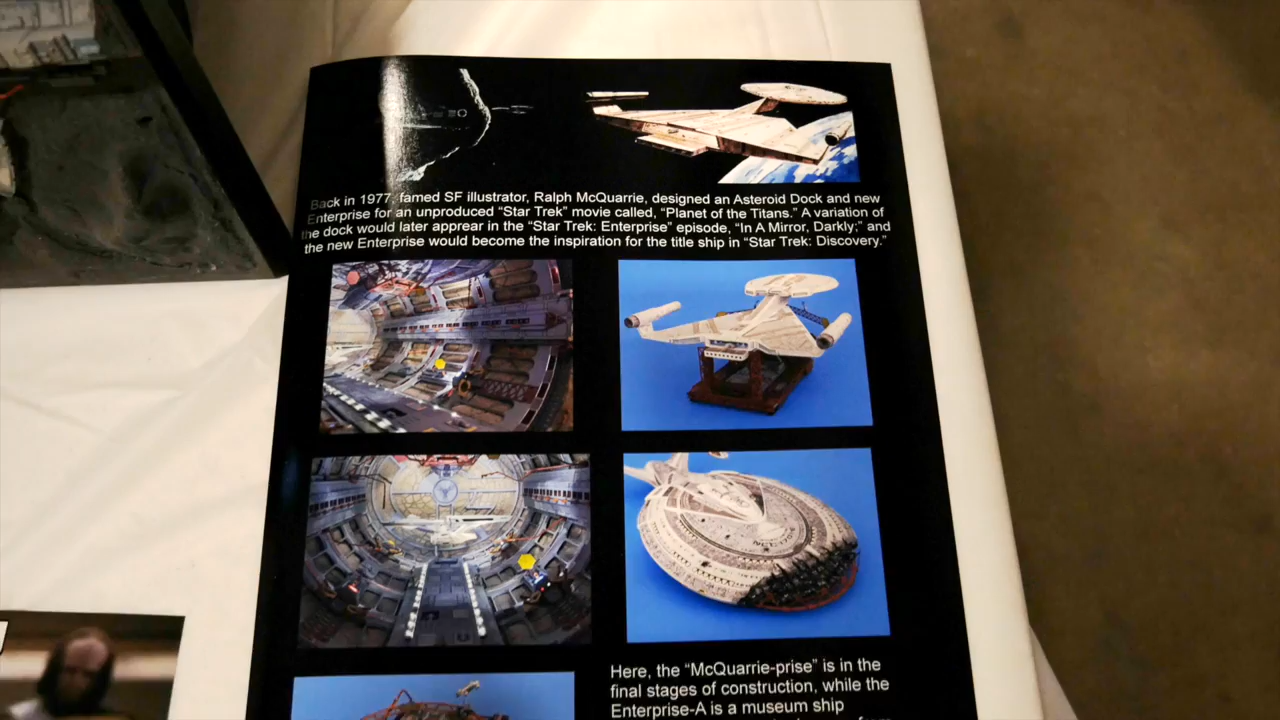 Back in 1977, famed SF illustrator, Ralph McQuarrie, designed an Asteroid Dock and new
Enterprise for an unproduced “Star Trek” movie called, “Planet of the Titans.” A variation of
the dock would later apprear in the “Star Trek: Enterprise” episode, “In A Mirror, Darkly;” and
the new Enterprise would become the inspiration for the title ship in “Star Trek: Discovery.”
Here, the “McQuarrie-prise” is in the
final stages of construction, while the
Enterprise-A is a museum ship